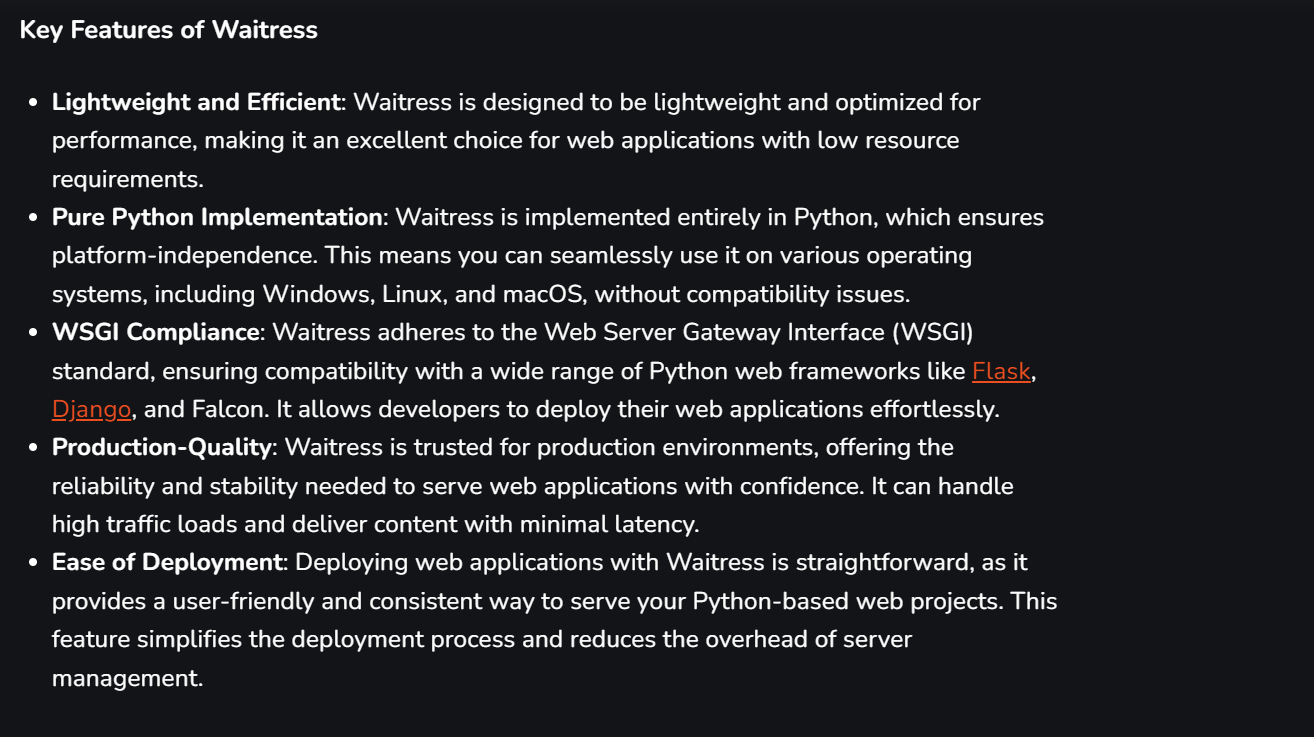 Key Features of Waitress
• Lightweight and Efficient: Waitress is designed to be lightweight and optimized for
performance, making it an excellent choice for web applications with low resource
requirements.
• Pure Python Implementation: Waitress is implemented entirely in Python, which ensures
platform-independence. This means you can seamlessly use it on various operating
systems, including Windows, Linux, and macOS, without compatibility issues.
• WSGI Compliance: Waitress adheres to the Web Server Gateway Interface (WSGI)
standard, ensuring compatibility with a wide range of Python web frameworks like Flask,
Django, and Falcon. It allows developers to deploy their web applications effortlessly.
• Production-Quality: Waitress is trusted for production environments, offering the
reliability and stability needed to serve web applications with confidence. It can handle
high traffic loads and deliver content with minimal latency.
• Ease of Deployment: Deploying web applications with Waitress is straightforward, as it
provides a user-friendly and consistent way to serve your Python-based web projects. This
feature simplifies the deployment process and reduces the overhead of server
management.